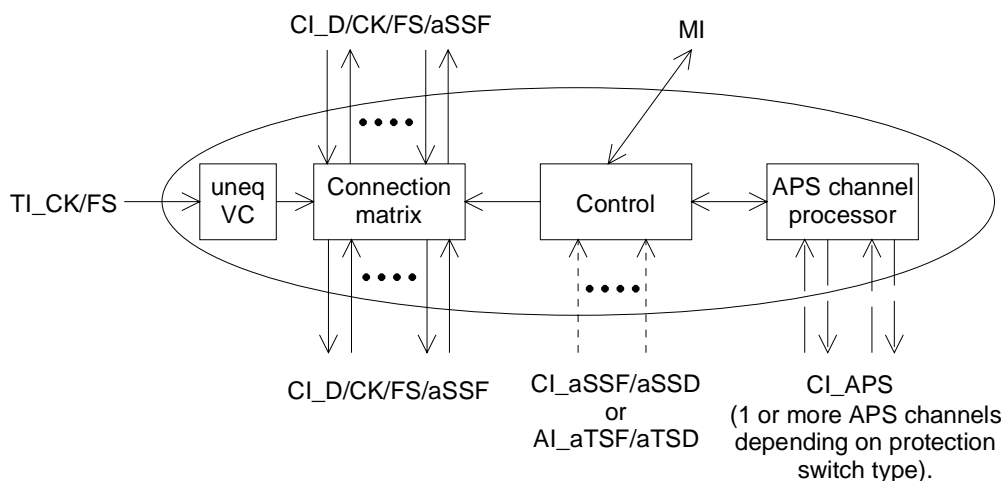 CI_D/CK/FS/aSSF
MI
TI_CK/FS
uneq
VC
Connection
matrix
Control
APS channel
processor
CI_D/CK/FS/aSSF
CI_aSSF/aSSD
or
AI_aTSF/aTSD
CI_APS
(1 or more APS channels
depending on protection
switch type).